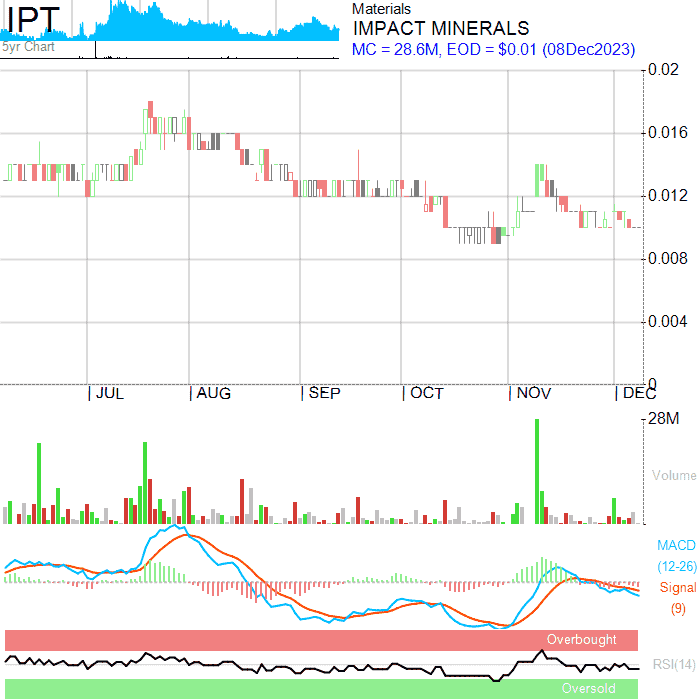 IPT
5yr Chart
Materials
IMPACT MINERALS
MC = 28.6M, EOD = $0.01 (08Dec2023)
0.02
0.016
0.012
0.008
0.004
0
JUL AUG SEP OCT NOV DEC
28M
Volume
MACD
(12-26)
Signal
(9)
Overbought
RSI(14)
Oversold